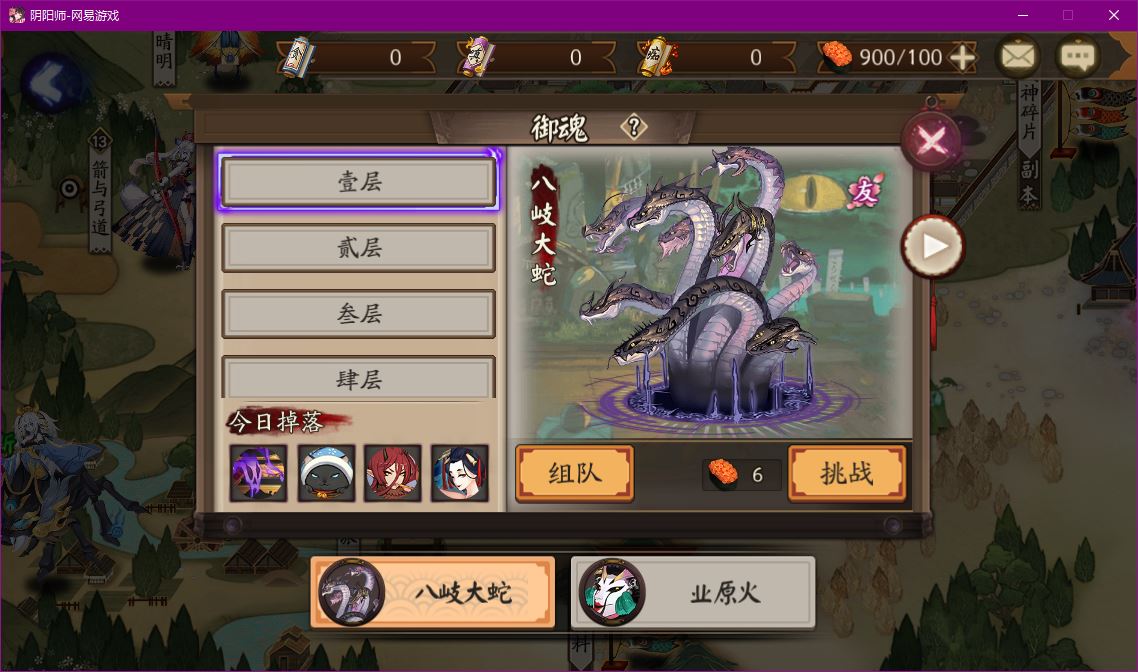 阴阳师-网易游戏
晴明
0
0
0
900/100
神碎片
副本
13
箭与弓道
御魂
?
壹层
贰层
叁层
肆层
今日掉落
八岐大蛇
友
组队
6
挑战
八岐大蛇
业原火